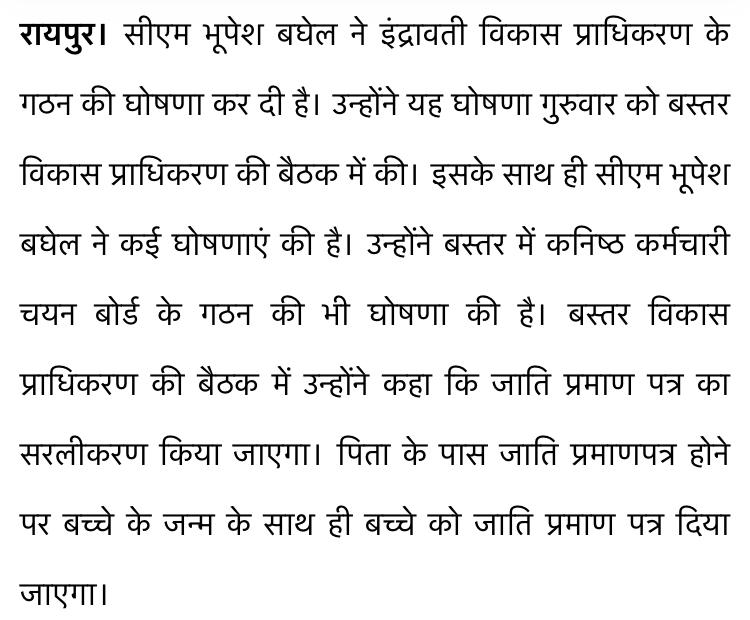 रायपुर। सीएम भूपेश बघेल ने इंद्रावती विकास प्राधिकरण के
गठन की घोषणा कर दी है। उन्होंने यह घोषणा गुरुवार को बस्तर
विकास प्राधिकरण की बैठक में की। इसके साथ ही सीएम भूपेश
बघेल ने कई घोषणाएं की है। उन्होंने बस्तर में कनिष्ठ कर्मचारी
चयन बोर्ड के गठन की भी घोषणा की है। बस्तर विकास
प्राधिकरण की बैठक में उन्होंने कहा कि जाति प्रमाण पत्र का
सरलीकरण किया जाएगा। पिता के पास जाति प्रमाणपत्र होने
पर बच्चे के जन्म के साथ ही बच्चे को जाति प्रमाण पत्र दिया
जाएगा।